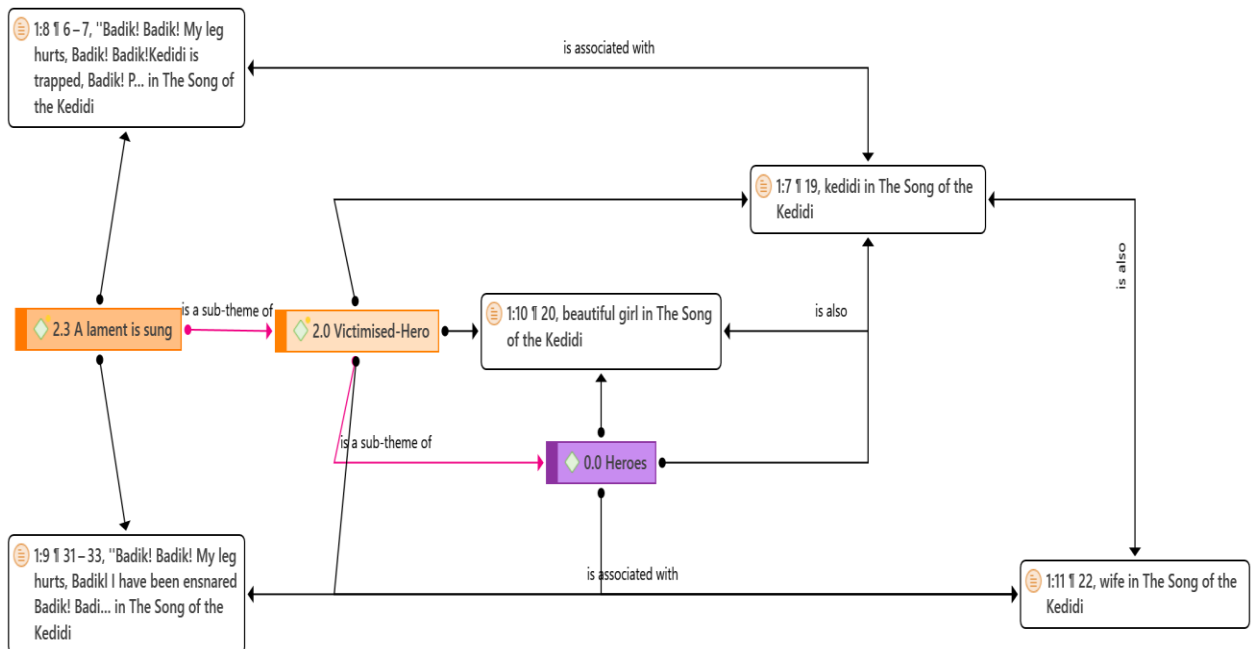 1:8 ¶ 6 – 7, "Badik! Badik! My leg
hurts, Badik! Badik!Kedidi is
trapped, Badik! P... in The Song of
the Kedidi
is associated with
1:7 ¶ 19, kedidi in The Song of the
Kedidi
is also
2.3 A lament is sung
is a sub-theme of
2.0 Victimised-Hero
1:10 ¶ 20, beautiful girl in The Song
of the Kedidi
is also
is a sub-theme of
0.0 Heroes
1:9 ¶ 31 – 33, "Badik! Badik! My leg
hurts, Badikl I have been ensnared
Badik! Badi... in The Song of the
Kedidi
is associated with
1:11 ¶ 22, wife in The Song of the
Kedidi